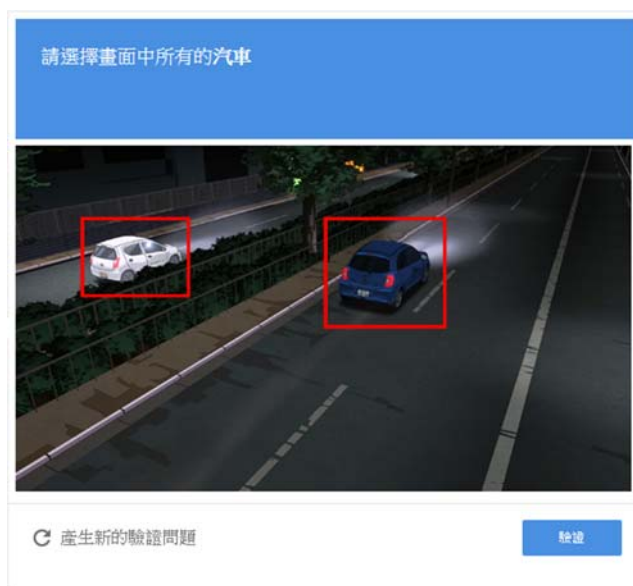 請選擇畫面中所有的汽車
產生新的驗證問題
驗證